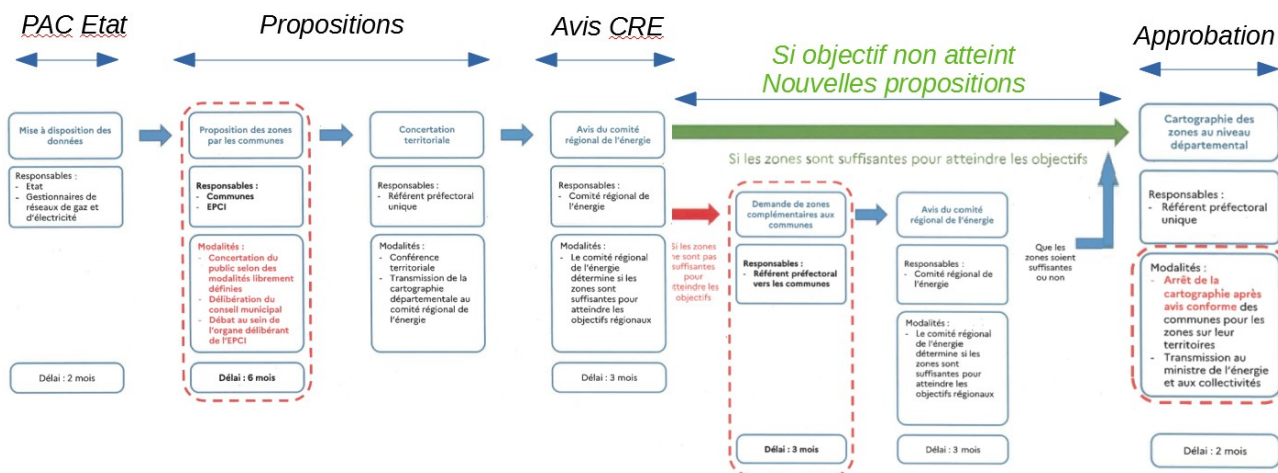 PAC Etat
Propositions
Avis CRE
Si objectif non atteint
Nouvelles propositions
Approbation
Mise à disposition des
données
Responsables :
- Etat
- Gestionnaires de
réseaux de gaz et
d'électricité
Délai : 2 mois
Proposition des zones
par les communes
Responsables :
- Communes
- EPCI
Modalités :
- Concertation du
public selon des
modalités librement
définies
- Délibération du
conseil municipal
- Débat au sein de
l'organe délibérant
de l'EPCI
Délai : 6 mois
Concertation
territoriale
Responsables :
- Référent préfectoral
unique
Modalités :
- Conférence
territoriale
- Transmission de la
cartographie
départementale au
comité régional de
l'énergie
Avis du comité
régional de l'énergie
Responsables :
- Comité régional de
l'énergie
Modalités :
- Le comité régional
de l'énergie
détermine si les
zones sont
suffisantes pour
atteindre les
objectifs régionaux
Délai : 3 mois
Si les zones sont suffisantes pour atteindre les objectifs
Si les zones
ne sont pas
suffisantes
pour
atteindre les
objectifs
Demande de zones
complémentaires aux
communes
Responsables :
- Référent préfectoral
vers les communes
Délai : 3 mois
Avis du comité
régional de l'énergie
Responsables :
- Comité régional de
l'énergie
Modalités :
- Le comité régional
de l'énergie
détermine si les
zones sont
suffisantes pour
atteindre les
objectifs régionaux
Délai : 3 mois
Que les
zones soient
suffisantes
ou non
Cartographie des
zones au niveau
départemental
Responsables :
- Référent préfectoral
unique
Modalités :
- Arrêt de la
cartographie après
avis conforme des
communes pour les
zones sur leur
territoires
- Transmission au
ministre de l'énergie
et aux collectivités
Délai : 2 mois